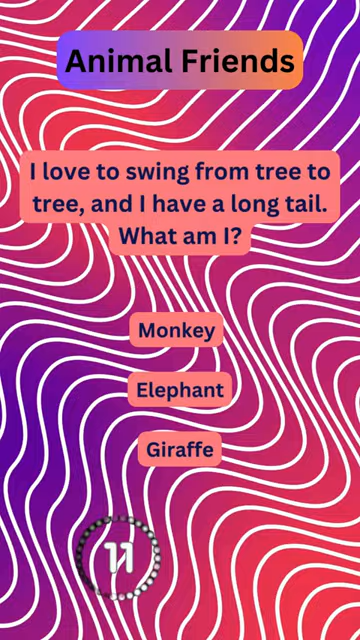 Animal Friends
I love to swing from tree to
tree, and I have a long tail.
What am I?
Monkey
Elephant
Giraffe
11